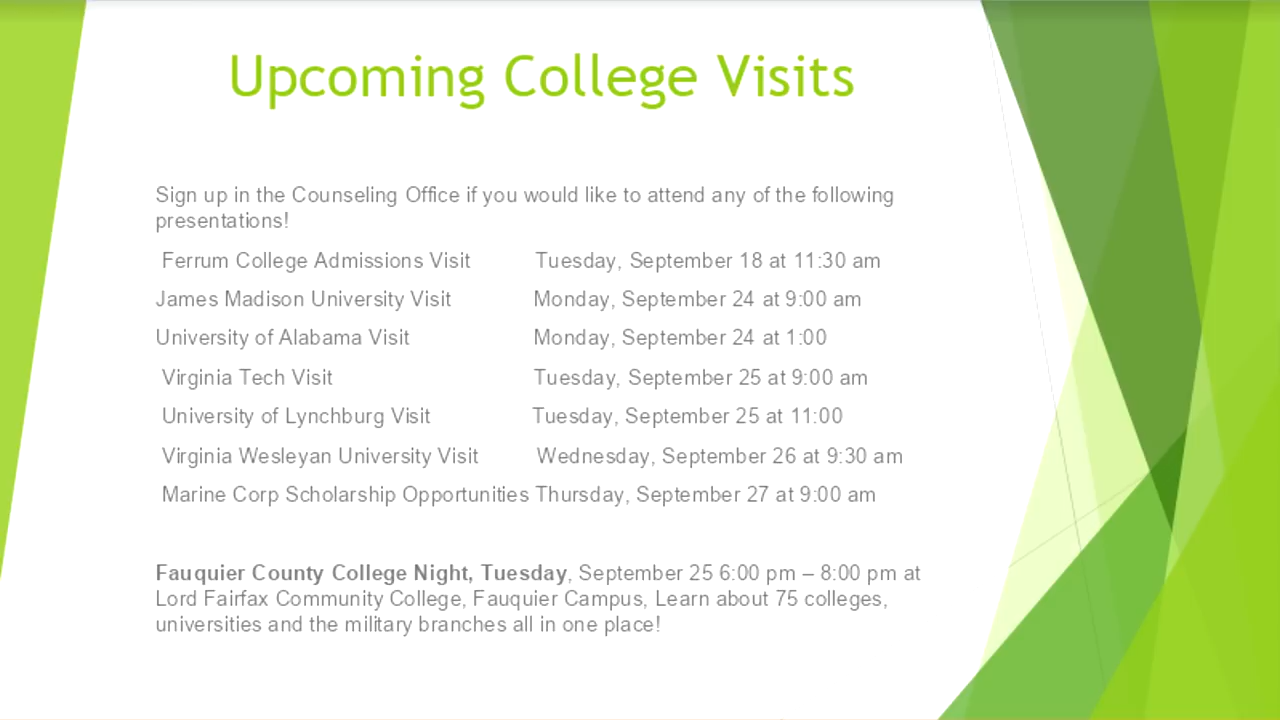 Upcoming College Visits
Sign up in the Counseling Office if you would like to attend any of the following
presentations!
Ferrum College Admissions Visit Tuesday, September 18 at 11:30 am
James Madison University Visit Monday, September 24 at 9:00 am
University of Alabama Visit Monday, September 24 at 1:00
Virginia Tech Visit Tuesday, September 25 at 9:00 am
University of Lynchburg Visit Tuesday, September 25 at 11:00
Virginia Wesleyan University Visit Wednesday, September 26 at 9:30 am
Marine Corp Scholarship Opportunities Thursday, September 27 at 9:00 am
Fauquier County College Night, Tuesday, September 25 6:00 pm – 8:00 pm at
Lord Fairfax Community College, Fauquier Campus, Learn about 75 colleges,
universities and the military branches all in one place!